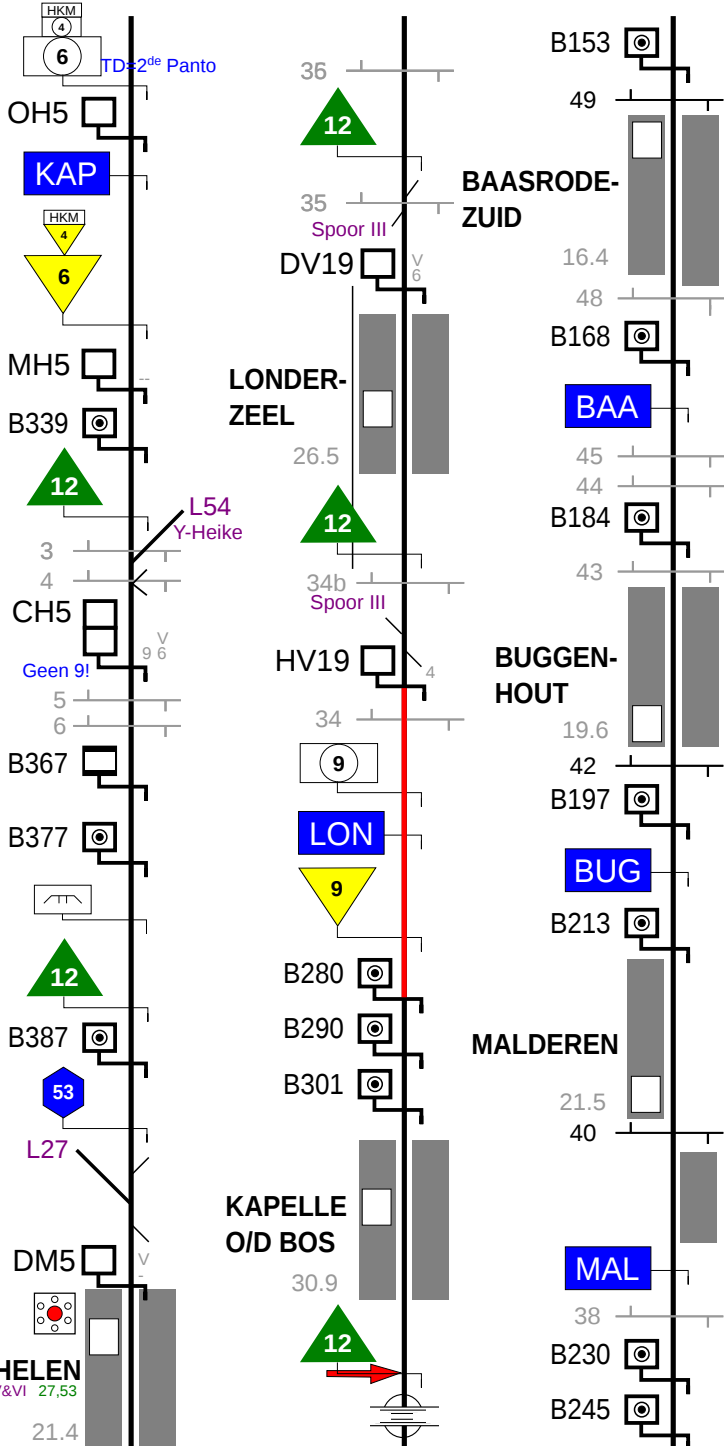 HKM
4
6
TD=2de Panto
OH5
KAP
HKM
4
6
MH5
--
B339
12
L54
Y-Heike
3
4
CH5
V
9 6
Geen 9!
5
6
B367
B377
12
B387
53
L27
DM5
V
-
HELEN
&VI 27,53
21.4
36
12
35
Spoor III
DV19
V
6
LONDER-
ZEEL
26.5
12
34b
Spoor III
HV19
4
34
9
LON
9
B280
B290
B301
KAPELLE
O/D BOS
30.9
12
B153
49
BAASRODE-
ZUID
16.4
48
B168
BAA
45
44
B184
43
BUGGEN-
HOUT
19.6
42
B197
BUG
B213
MALDEREN
21.5
40
MAL
38
B230
B245